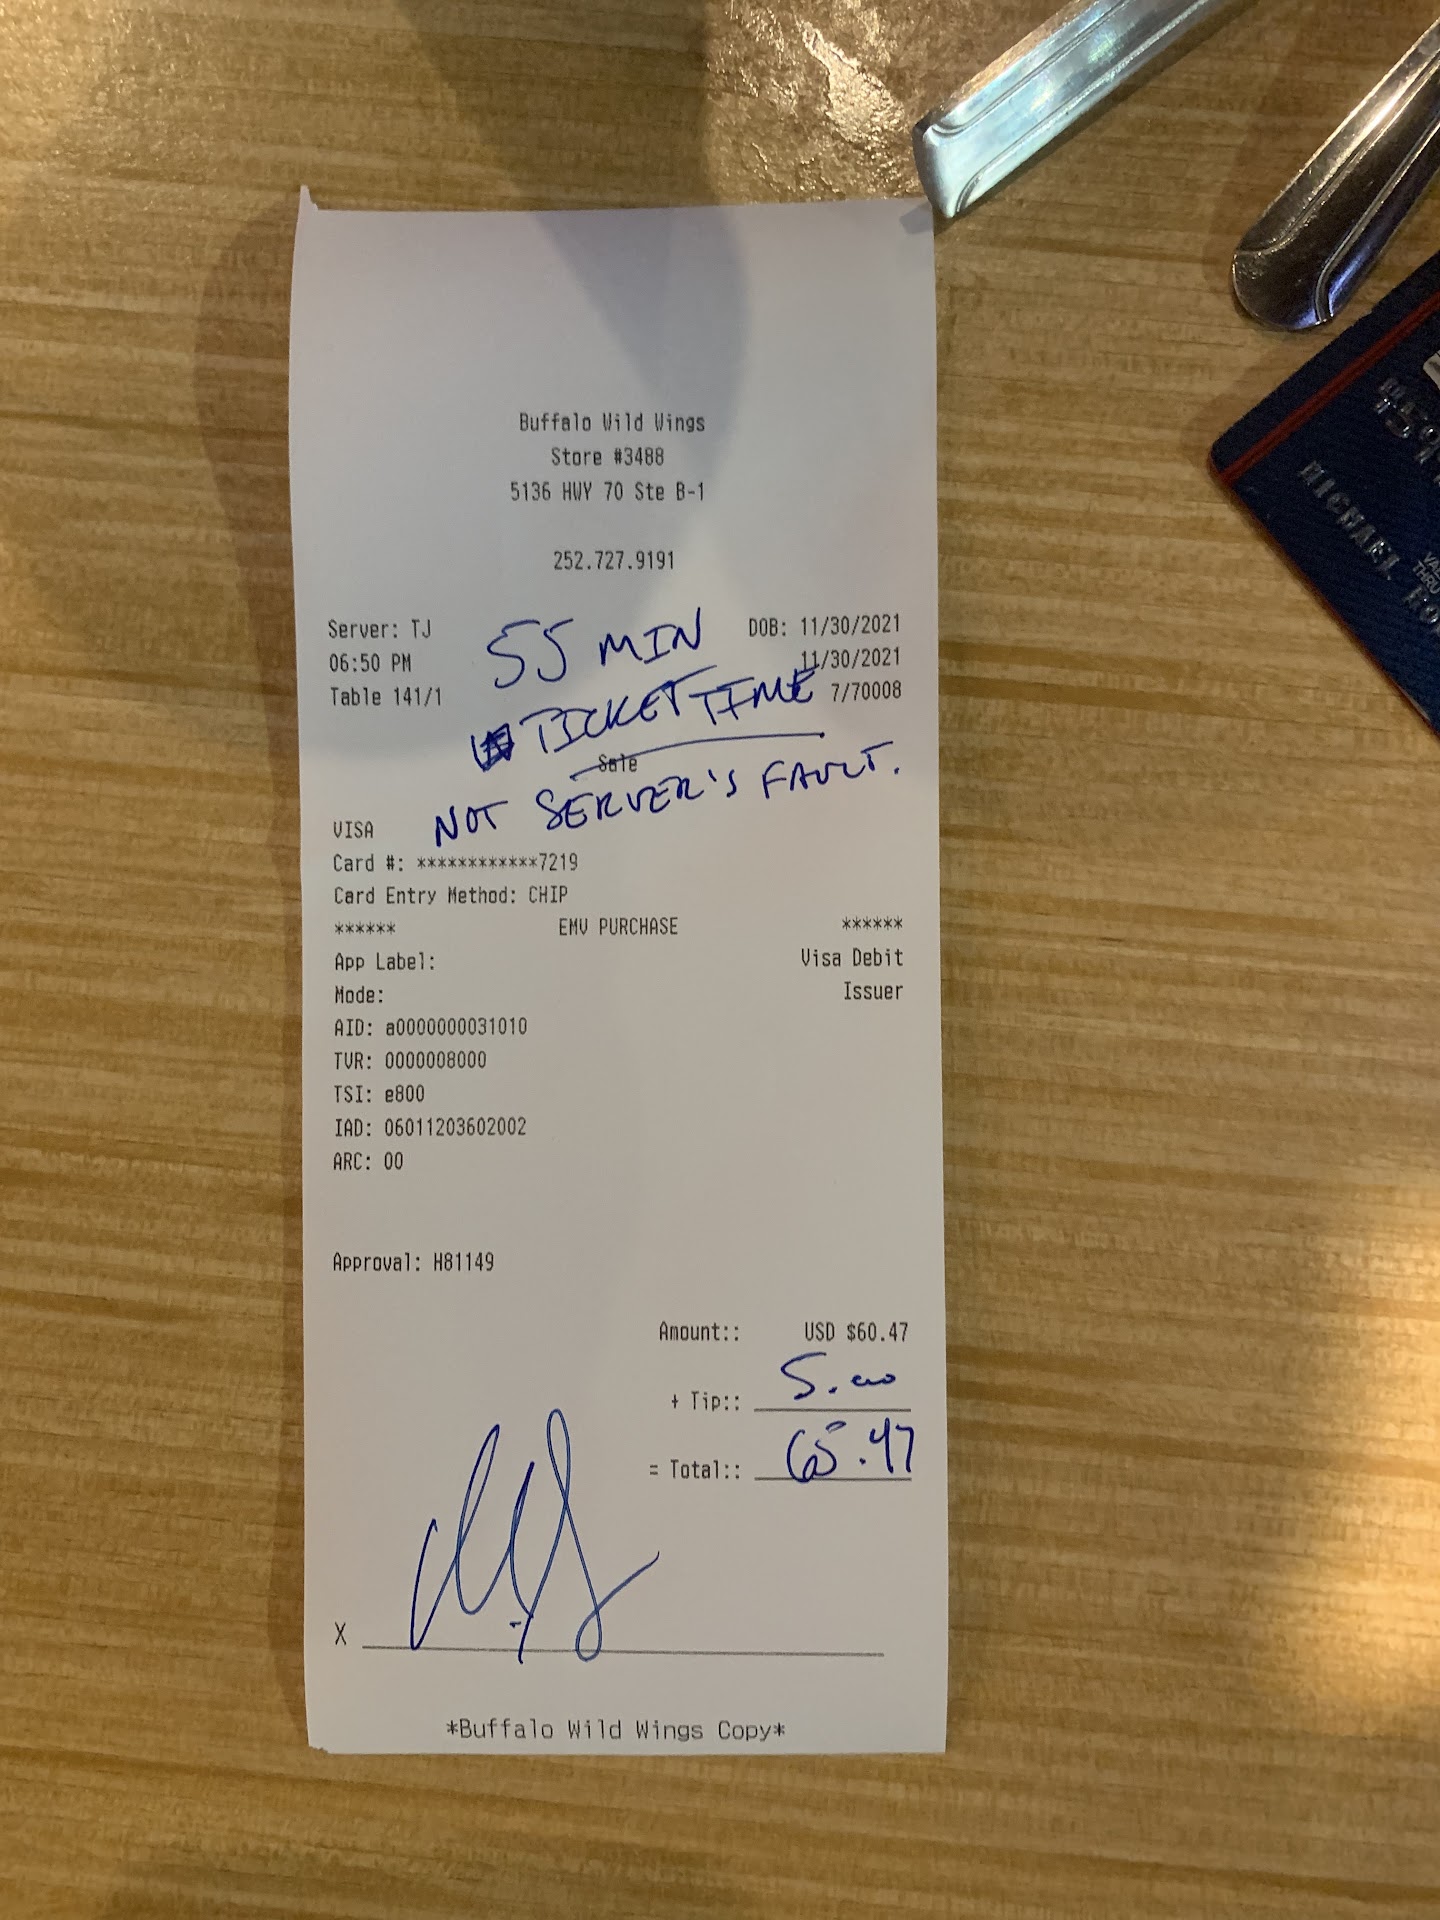 Buffalo Wild Wings
Store #3488
5136 HWY 70 Ste B-1
252.727.9191
Server: TJ DOB: 11/30/2021
06:50 PM 11/30/2021
Table 141/1 7/70008
55 MIN
TICKET TIME
Sale
NOT SERVER'S FAULT.
VISA
Card #: ************7219
Card Entry Method: CHIP
****** EMV PURCHASE ******
App Label: Visa Debit
Mode: Issuer
AID: a0000000031010
TVR: 0000008000
TSI: e800
IAD: 06011203602002
ARC: 00
Approval: H81149
Amount:: USD $60.47
+ Tip:: 5.00
= Total:: 65.47
X
*Buffalo Wild Wings Copy*
MICHAEL
THRU